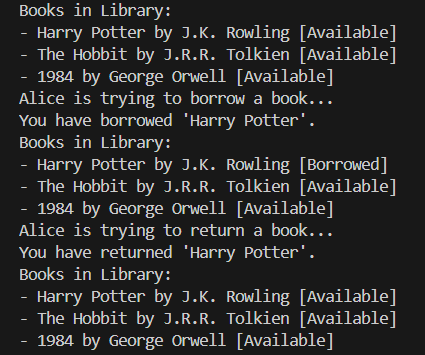 Books in Library:
- Harry Potter by J.K. Rowling [Available]
- The Hobbit by J.R.R. Tolkien [Available]
- 1984 by George Orwell [Available]
Alice is trying to borrow a book...
You have borrowed 'Harry Potter'.
Books in Library:
- Harry Potter by J.K. Rowling [Borrowed]
- The Hobbit by J.R.R. Tolkien [Available]
- 1984 by George Orwell [Available]
Alice is trying to return a book...
You have returned 'Harry Potter'.
Books in Library:
- Harry Potter by J.K. Rowling [Available]
- The Hobbit by J.R.R. Tolkien [Available]
- 1984 by George Orwell [Available]